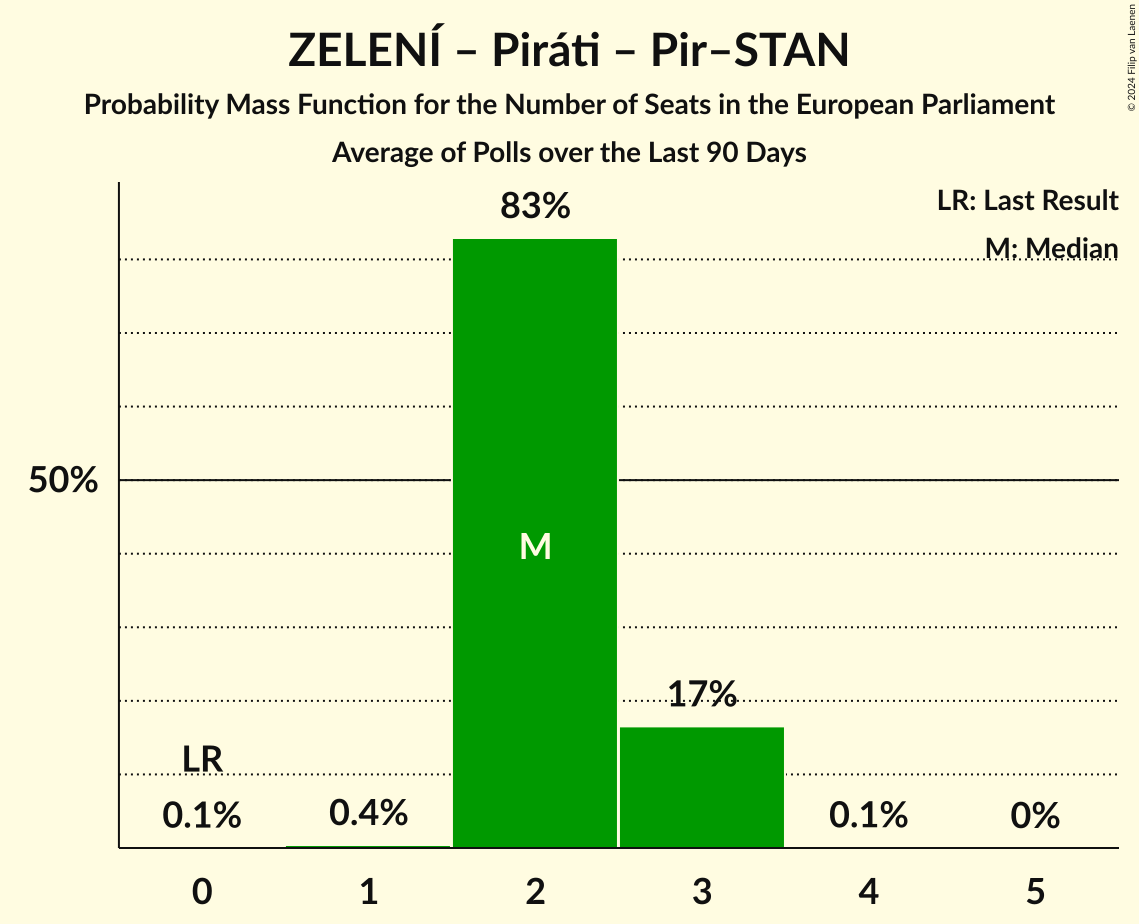 ZELENÍ – Piráti – Pir–STAN
Probability Mass Function for the Number of Seats in the European Parliament
Average of Polls over the Last 90 Days
© 2024 Filip van Laenen
LR: Last Result
M: Median
83%
50%
M
17%
LR
0.1%
0.4%
0.1%
0%
0
1
2
3
4
5